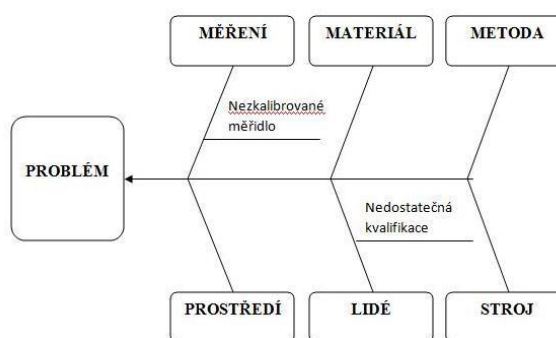 MĚŘENÍ
MATERIÁL
METODA
Nezkalibrované
měřidlo
PROBLÉM
Nedostatečná
kvalifikace
PROSTŘEDÍ
LIDÉ
STROJ